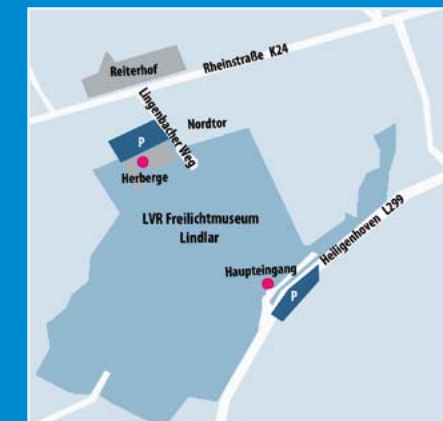 Reiterhof
Rheinstraße K24
Lingenbacher Weg
Nordtor
P
Herberge
LVR Freilichtmuseum
Lindlar
Heiligenhoven L299
Haupteingang
P